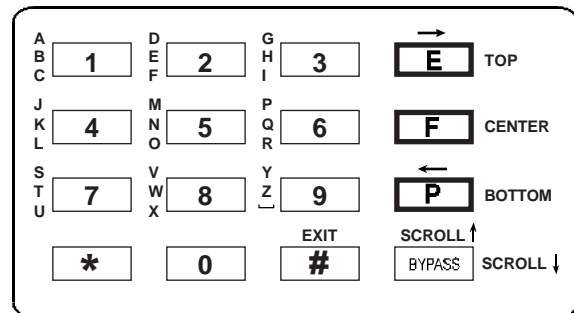 A D G →
B 1 E 2 H 3 E TOP
C F I
J M P
K 4 N 5 Q 6 F CENTER
L O R
S V Y ←
T 7 W 8 Z 9 P BOTTOM
U X [
EXIT SCROLL ↑
* 0 # BYPASS SCROLL ↓